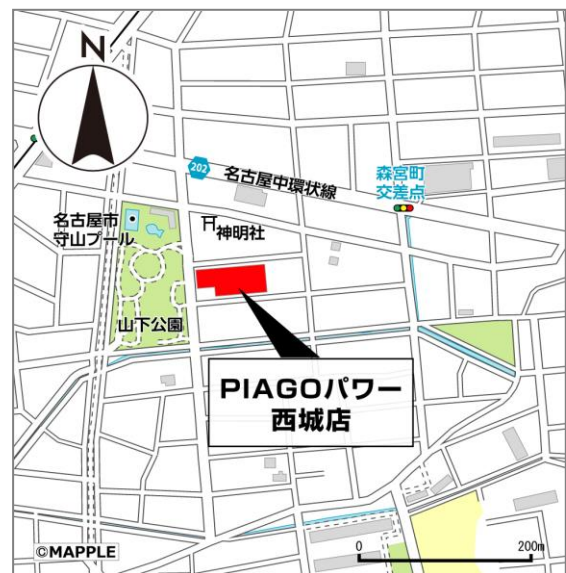 N
202
名古屋中環状線
森宮町
交差点
名古屋市
守山プール
神明社
山下公園
PIAGOパワー
西城店
©MAPPLE
0
200m